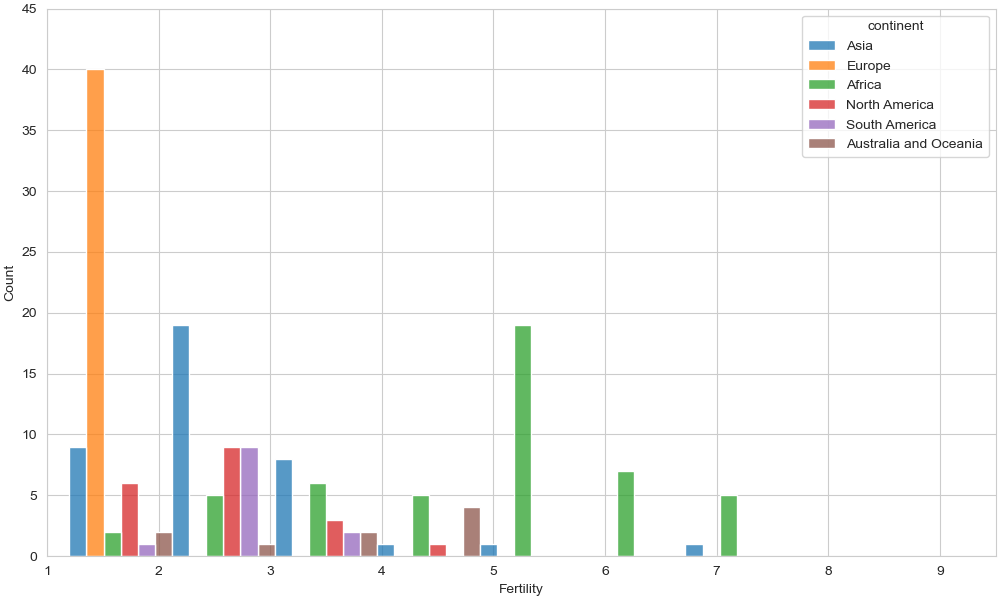 45
40
35
30
25
20
15
10
5
0
Count
1 2 3 4 5 6 7 8 9
Fertility
continent
Asia
Europe
Africa
North America
South America
Australia and Oceania